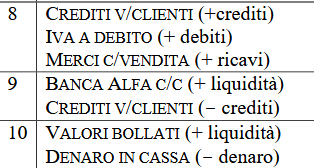 8 CREDITI V/CLIENTI (+crediti)
IVA A DEBITO (+ debiti)
MERCI C/VENDITA (+ ricavi)
9 BANCA ALFA C/C (+ liquidità)
CREDITI V/CLIENTI (− crediti)
10 VALORI BOLLATI (+ liquidità)
DENARO IN CASSA (− denaro)